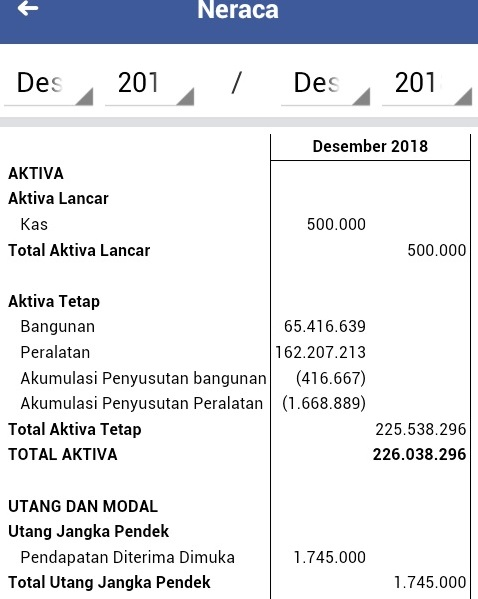 Neraca
Des 201 / Des 201
Desember 2018
AKTIVA
Aktiva Lancar
Kas 500.000
Total Aktiva Lancar 500.000
Aktiva Tetap
Bangunan 65.416.639
Peralatan 162.207.213
Akumulasi Penyusutan bangunan (416.667)
Akumulasi Penyusutan Peralatan (1.668.889)
Total Aktiva Tetap 225.538.296
TOTAL AKTIVA 226.038.296
UTANG DAN MODAL
Utang Jangka Pendek
Pendapatan Diterima Dimuka 1.745.000
Total Utang Jangka Pendek 1.745.000